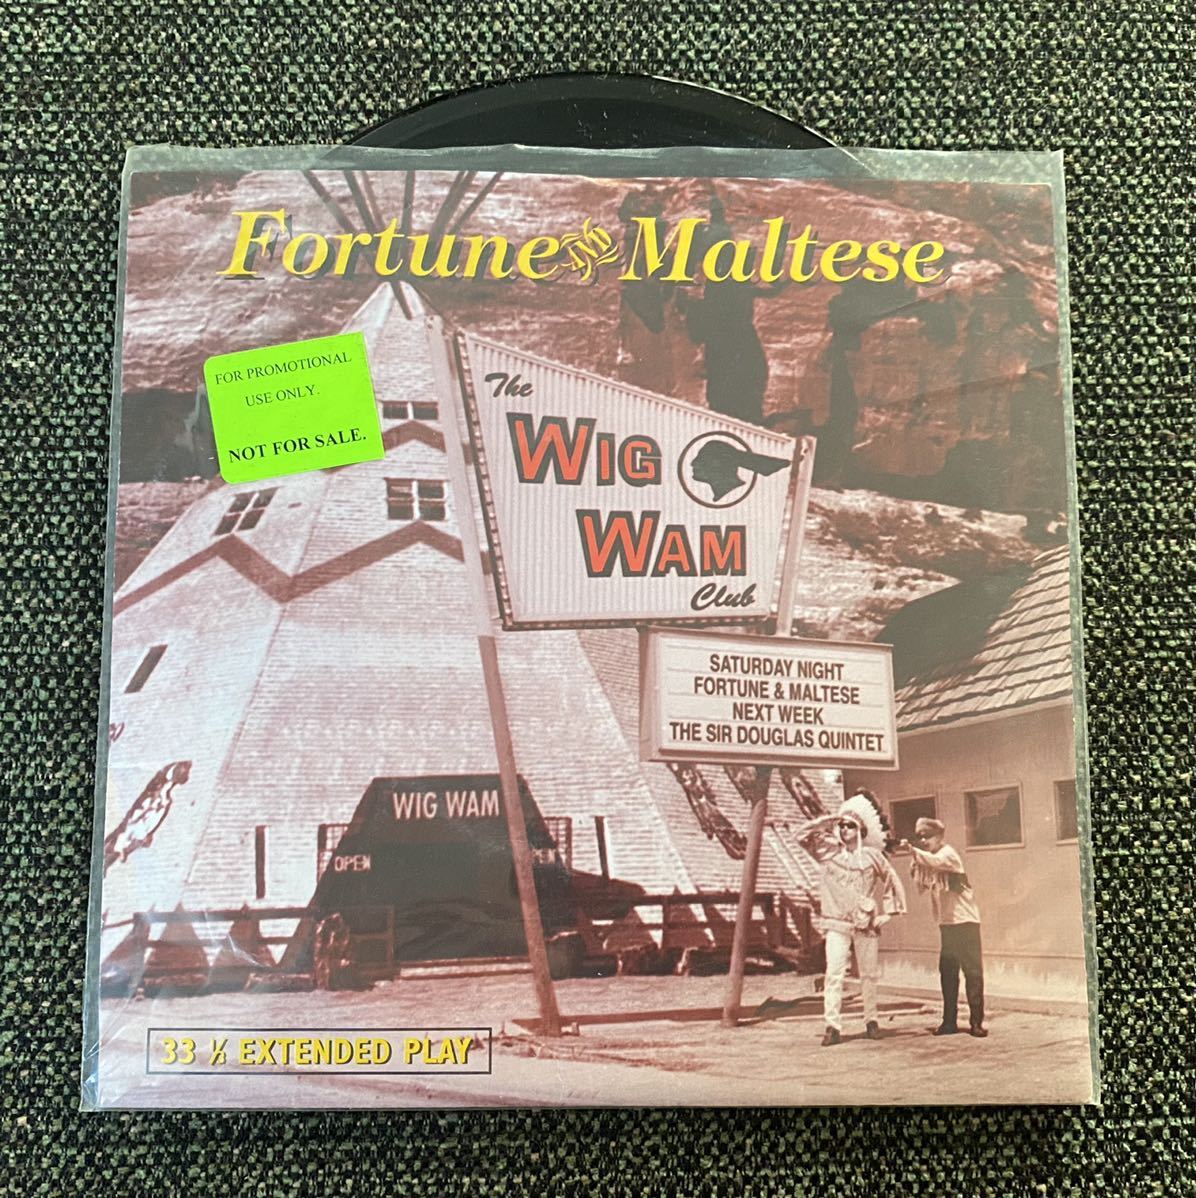 Fortune AND Maltese
FOR PROMOTIONAL
USE ONLY.
NOT FOR SALE.
The
WIG
WAM
Club
SATURDAY NIGHT
FORTUNE & MALTESE
NEXT WEEK
THE SIR DOUGLAS QUINTET
WIG WAM
OPEN
OPEN
33 ⅓ EXTENDED PLAY